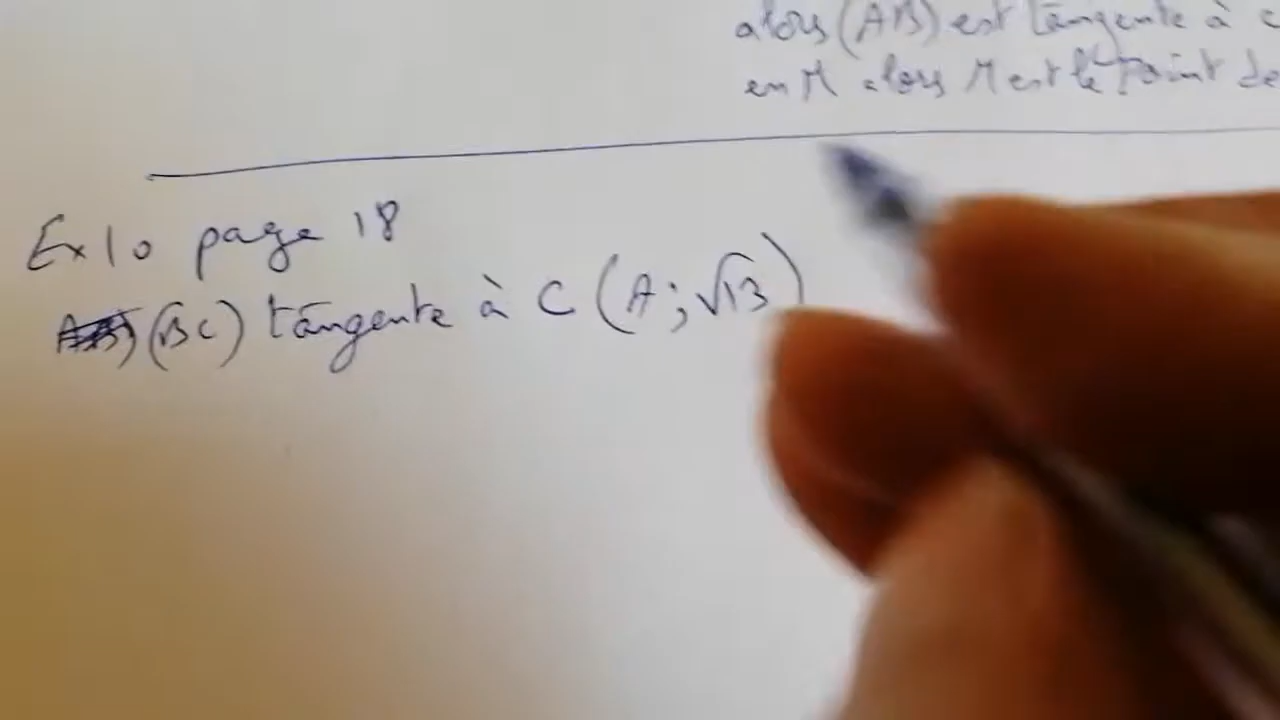 alors (AB) est tangente à c
en M alors M est le point de
Ex 10 page 18
(BC) tangente à C (A; √13)